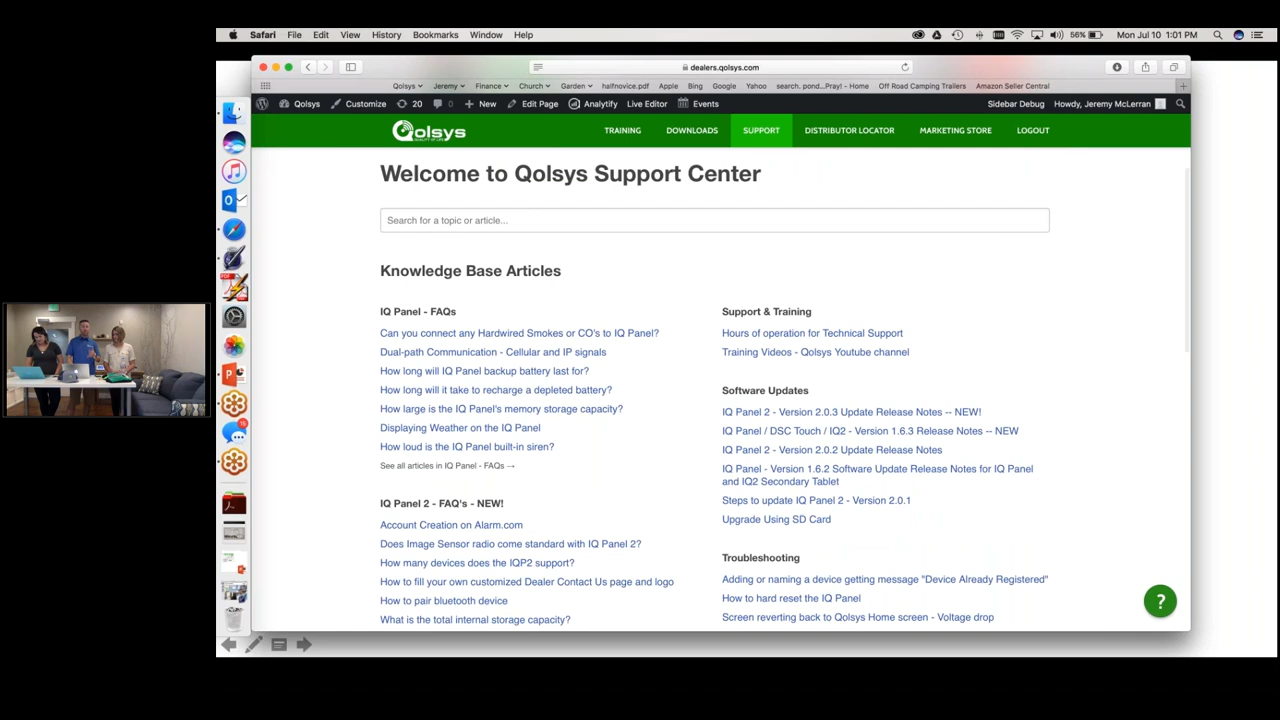 Safari File Edit View History Bookmarks Window Help 56% Mon Jul 10 1:01 PM
dealers.qolsys.com
Qolsys Jeremy Finance Church Garden halfnovice.pdf Apple Bing Google Yahoo search. pond...Pray! - Home Off Road Camping Trailers Amazon Seller Central
Qolsys Customize 20 0 New Edit Page Analytify Live Editor Events Sidebar Debug Howdy, Jeremy McLerran
Qolsys TRAINING DOWNLOADS SUPPORT DISTRIBUTOR LOCATOR MARKETING STORE LOGOUT
Welcome to Qolsys Support Center
Search for a topic or article...
Knowledge Base Articles
IQ Panel - FAQs
Can you connect any Hardwired Smokes or CO's to IQ Panel?
Dual-path Communication - Cellular and IP signals
How long will IQ Panel backup battery last for?
How long will it take to recharge a depleted battery?
How large is the IQ Panel's memory storage capacity?
Displaying Weather on the IQ Panel
How loud is the IQ Panel built-in siren?
See all articles in IQ Panel - FAQs →
IQ Panel 2 - FAQ's - NEW!
Account Creation on Alarm.com
Does Image Sensor radio come standard with IQ Panel 2?
How many devices does the IQP2 support?
How to fill your own customized Dealer Contact Us page and logo
How to pair bluetooth device
What is the total internal storage capacity?
Support & Training
Hours of operation for Technical Support
Training Videos - Qolsys Youtube channel
Software Updates
IQ Panel 2 - Version 2.0.3 Update Release Notes -- NEW!
IQ Panel / DSC Touch / IQ2 - Version 1.6.3 Release Notes -- NEW
IQ Panel 2 - Version 2.0.2 Update Release Notes
IQ Panel - Version 1.6.2 Software Update Release Notes for IQ Panel
and IQ2 Secondary Tablet
Steps to update IQ Panel 2 - Version 2.0.1
Upgrade Using SD Card
Troubleshooting
Adding or naming a device getting message "Device Already Registered"
How to hard reset the IQ Panel
Screen reverting back to Qolsys Home screen - Voltage drop
?